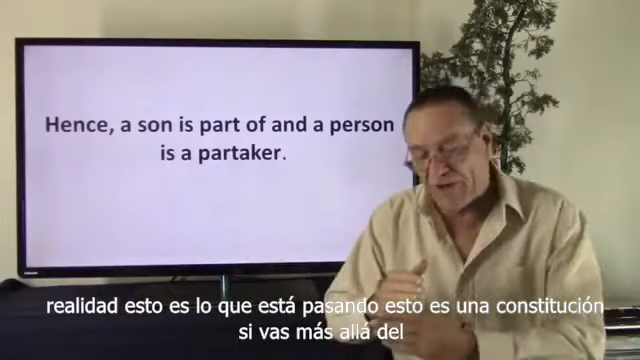 Hence, a son is part of and a person
is a partaker.
realidad esto es lo que está pasando esto es una constitución
si vas más allá del